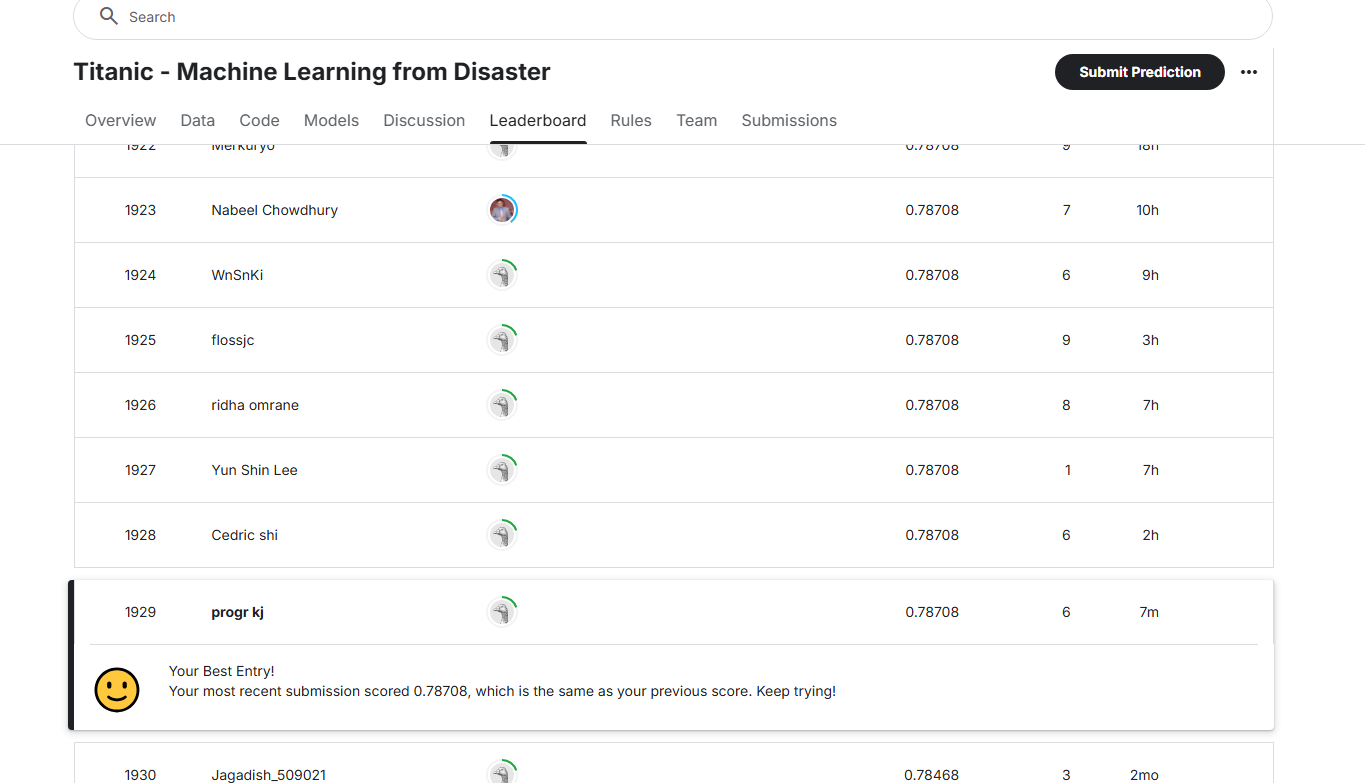 Search
Titanic - Machine Learning from Disaster
Submit Prediction
Overview Data Code Models Discussion Leaderboard Rules Team Submissions
1922 Merkuryo 0.78708 9 18h
1923 Nabeel Chowdhury 0.78708 7 10h
1924 WnSnKi 0.78708 6 9h
1925 flossjc 0.78708 9 3h
1926 ridha omrane 0.78708 8 7h
1927 Yun Shin Lee 0.78708 1 7h
1928 Cedric shi 0.78708 6 2h
1929 progr kj 0.78708 6 7m
Your Best Entry!
Your most recent submission scored 0.78708, which is the same as your previous score. Keep trying!
1930 Jagadish_509021 0.78468 3 2mo